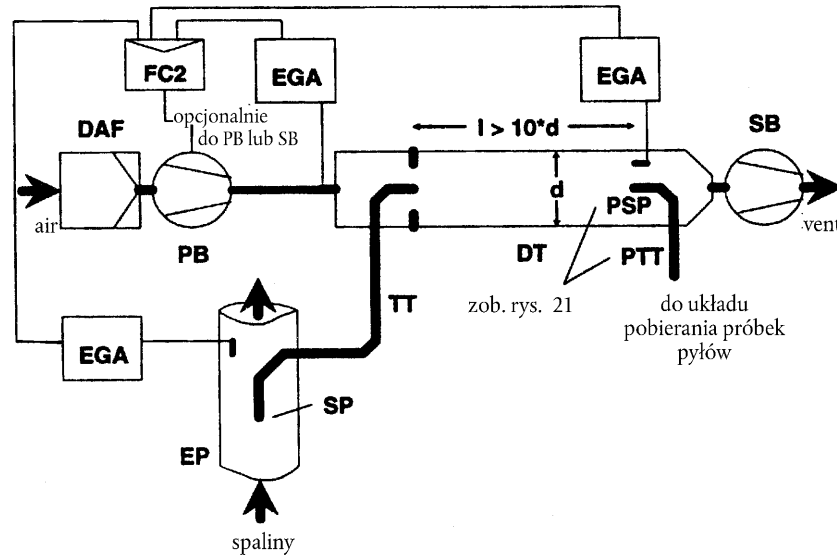 FC2
EGA
EGA
opcjonalnie
do PB lub SB
DAF
l > 10*d
SB
air
d
PSP
vent
PB
DT
PTT
TT
zob. rys. 21
do układu
pobierania próbek
pyłów
EGA
SP
EP
spaliny